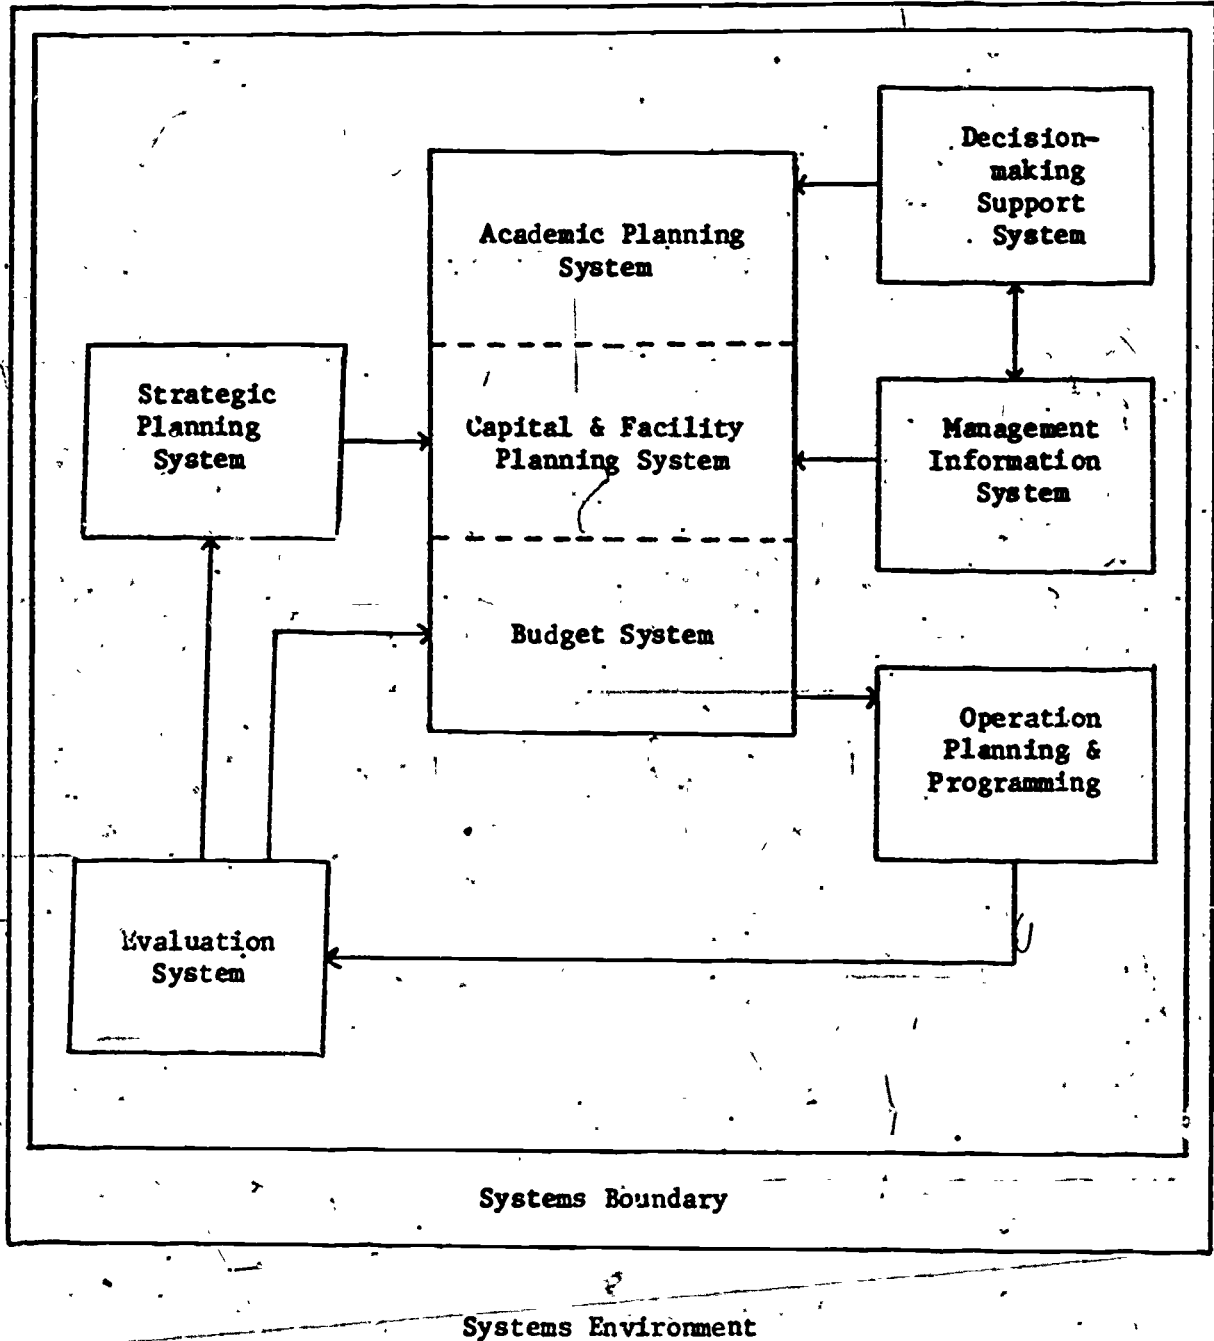 Decision-
making
Support
System
Academic Planning
System
Strategic
Planning
System
Capital & Facility
Planning System
Management
Information
System
Budget System
Operation
Planning &
Programming
Evaluation
System
Systems Boundary
Systems Environment